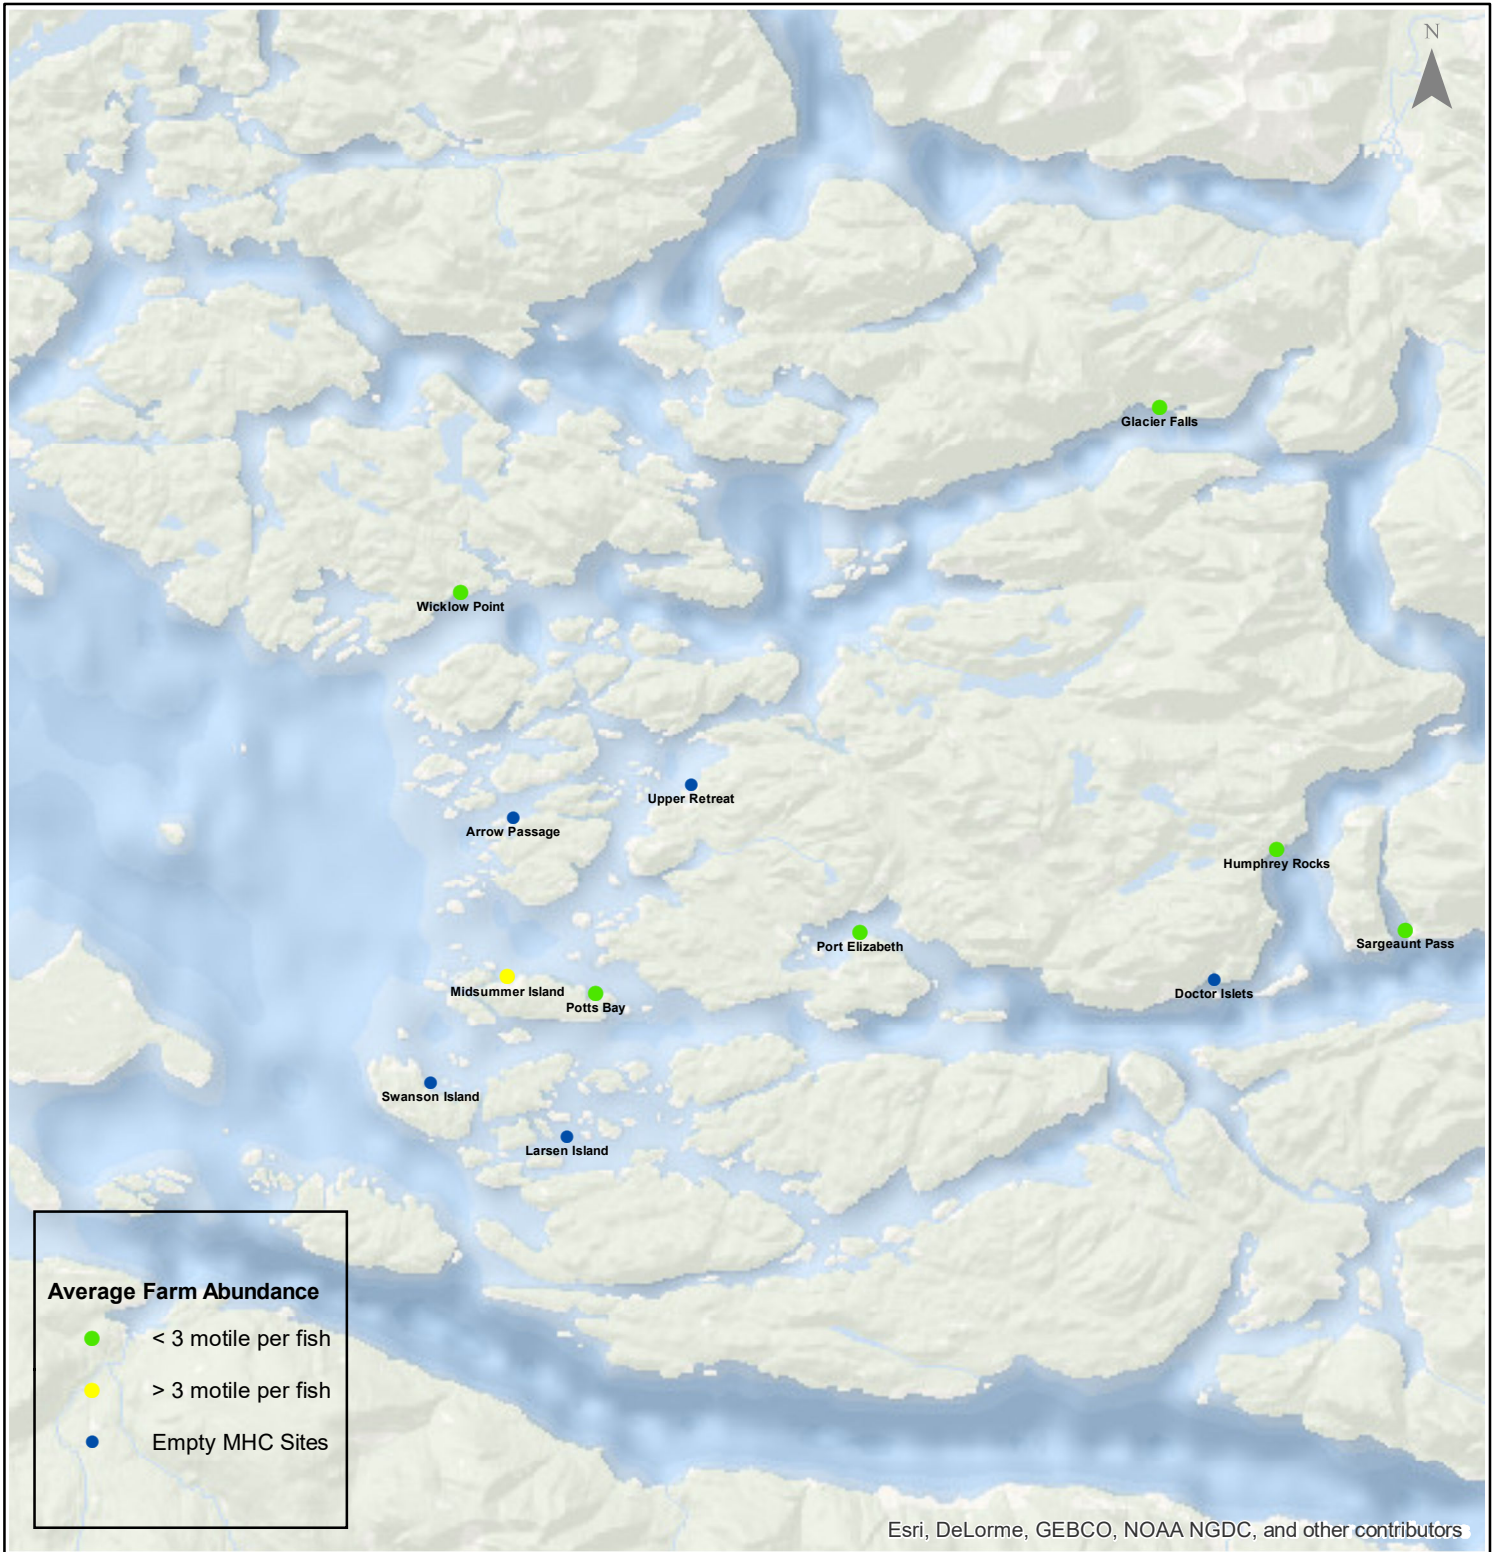 N
Glacier Falls
Wicklow Point
Upper Retreat
Arrow Passage
Humphrey Rocks
Port Elizabeth
Sargeaunt Pass
Midsummer Island
Potts Bay
Doctor Islets
Swanson Island
Larsen Island
Average Farm Abundance
< 3 motile per fish
> 3 motile per fish
Empty MHC Sites
Esri, DeLorme, GEBCO, NOAA NGDC, and other contributors